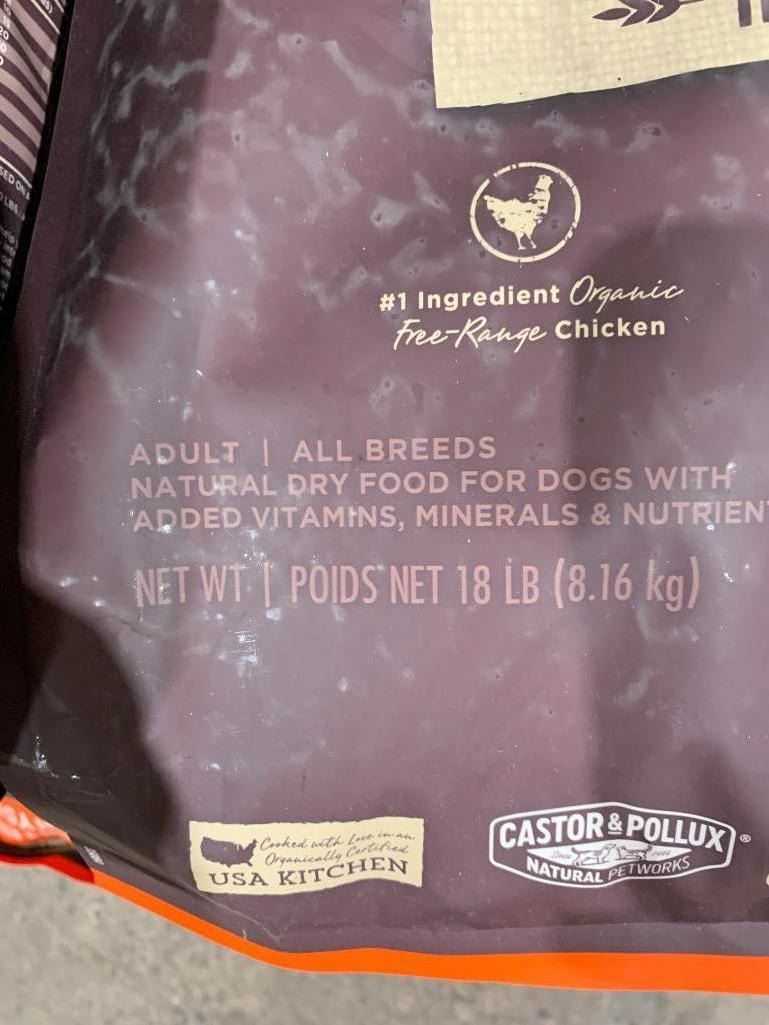 #1 Ingredient Organic
Free-Range Chicken
ADULT | ALL BREEDS
NATURAL DRY FOOD FOR DOGS WITH
ADDED VITAMINS, MINERALS & NUTRIEN
NET WT | POIDS NET 18 LB (8.16 kg)
Cooked with Love in an
Organically Certified
USA KITCHEN
CASTOR & POLLUX ®
NATURAL PETWORKS